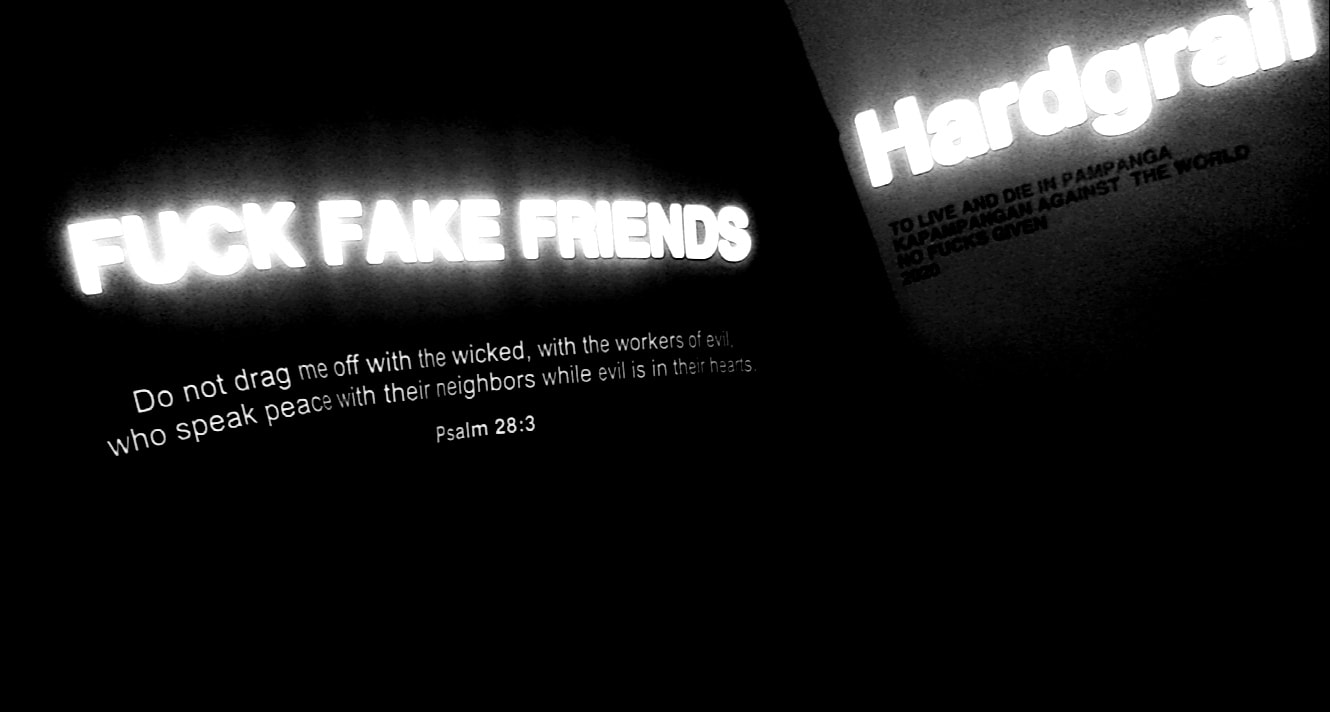 FUCK FAKE FRIENDS
Do not drag me off with the wicked, with the workers of evil,
who speak peace with their neighbors while evil is in their hearts.
Psalm 28:3
Hardgrail
TO LIVE AND DIE IN PAMPANGA
KAPAMPANGAN AGAINST THE WORLD
NO FUCKS GIVEN
2020